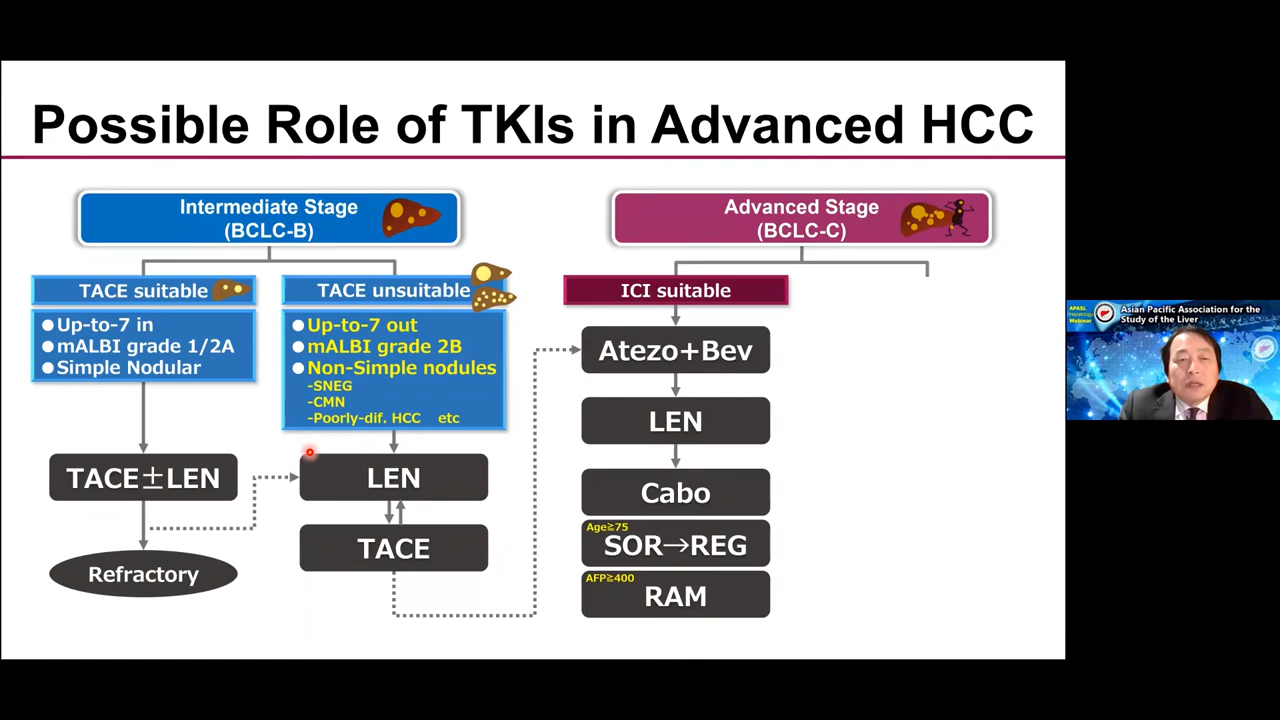 Possible Role of TKIs in Advanced HCC
Intermediate Stage
(BCLC-B)
TACE suitable
●Up-to-7 in
●mALBI grade 1/2A
●Simple Nodular
TACE±LEN
Refractory
TACE unsuitable
●Up-to-7 out
●mALBI grade 2B
●Non-Simple nodules
-SNEG
-CMN
-Poorly-dif. HCC etc
LEN
TACE
Advanced Stage
(BCLC-C)
ICI suitable
Atezo+Bev
LEN
Cabo
Age≧75
SOR→REG
AFP≧400
RAM
APASL
Hepatology
Webinar
Asian Pacific Association for the
Study of the Liver